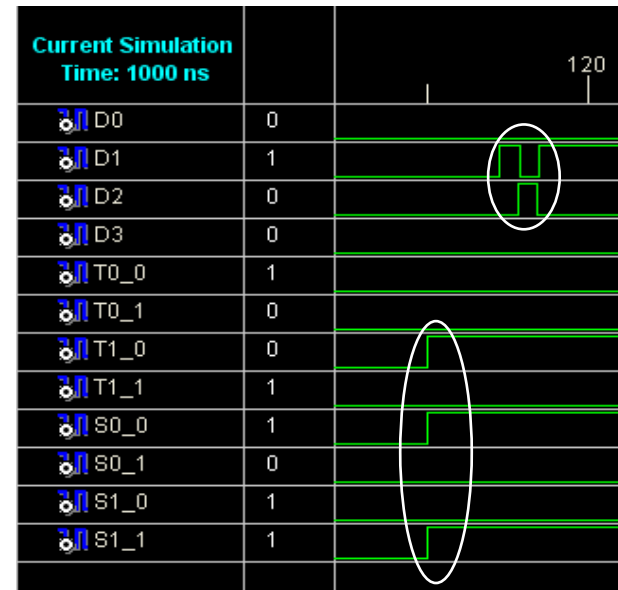 Current Simulation
Time: 1000 ns
120
D0 0
D1 1
D2 0
D3 0
T0_0 1
T0_1 0
T1_0 0
T1_1 1
S0_0 1
S0_1 0
S1_0 1
S1_1 1